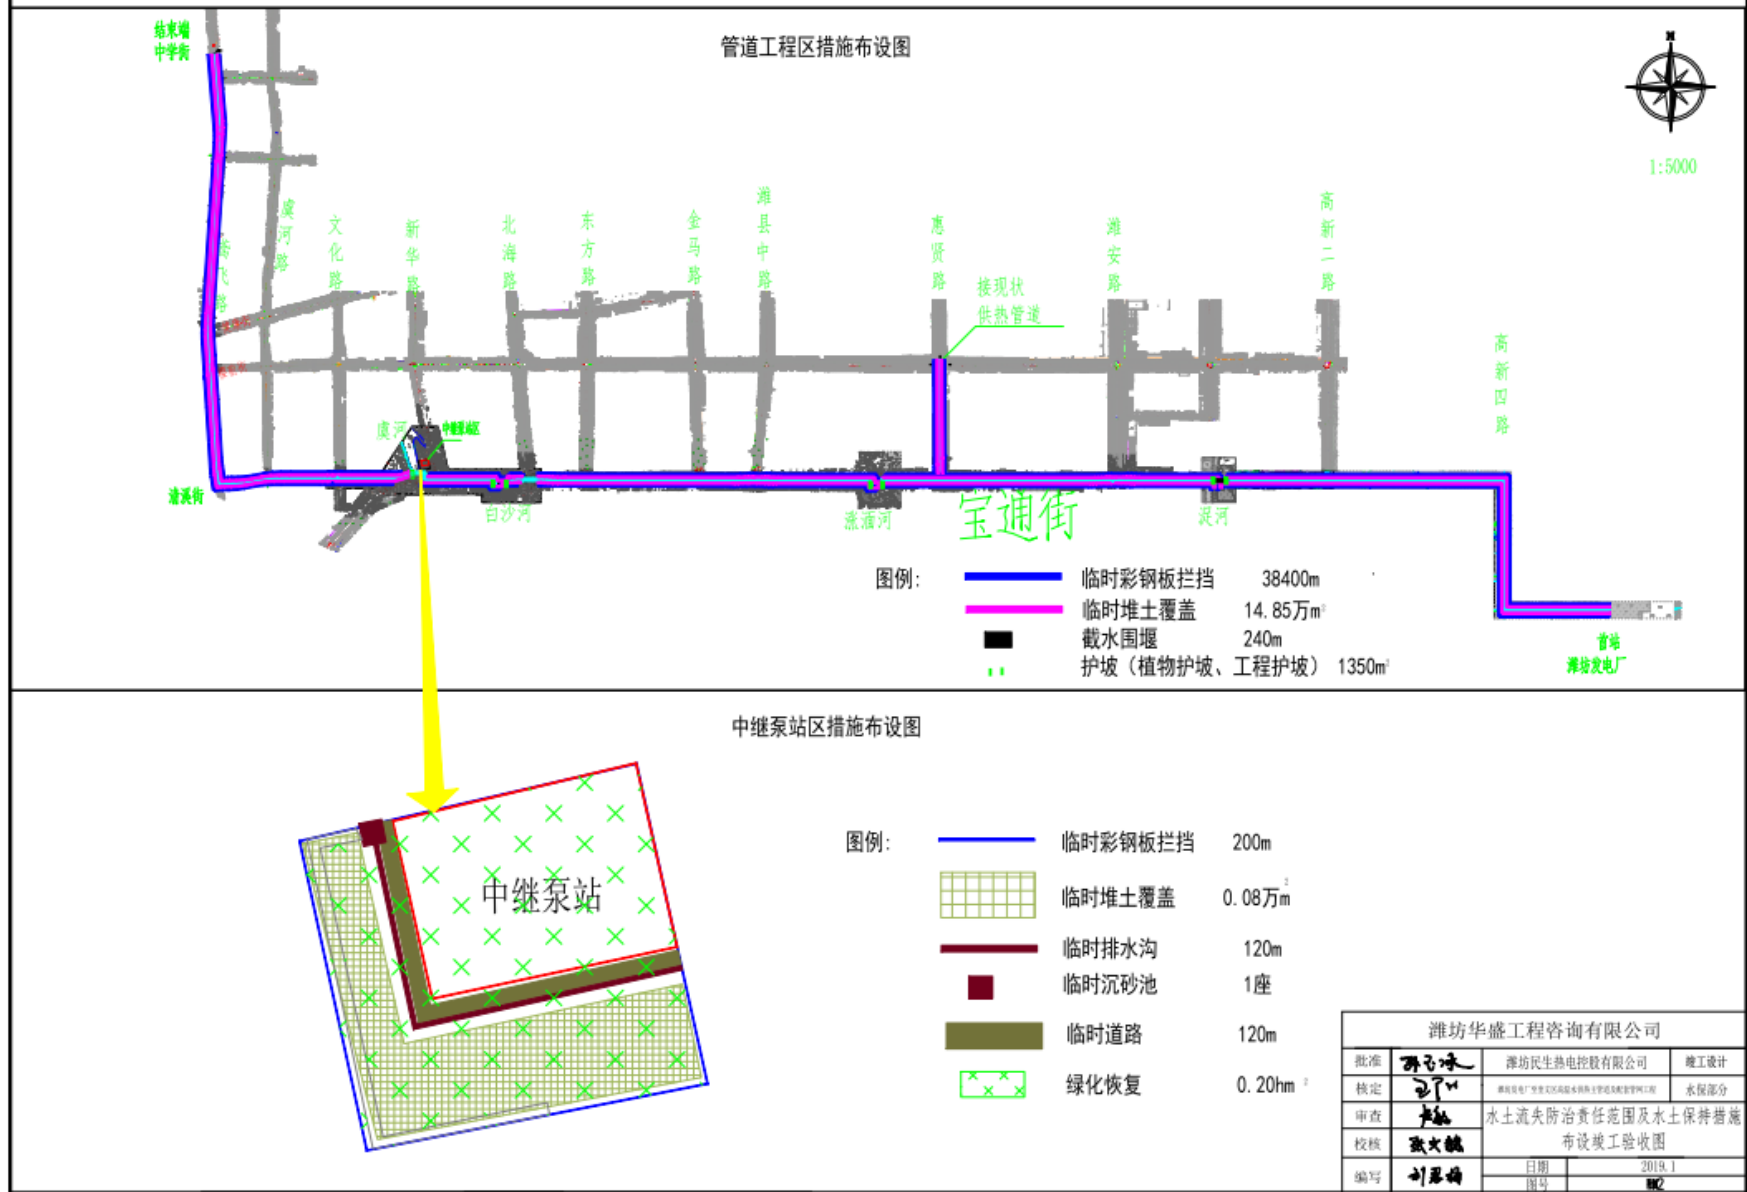 管道工程区措施布设图
结束端
中学街
N
1:5000
虞河路
文化路
新华路
北海路
东方路
金马路
潍县中路
惠贤路
潍安路
高新二路
高新四路
接现状
供热管道
虞河
中继泵站区
清溪街
白沙河
涨面河
宝通街
浞河
首站
潍坊发电厂
图例:
临时彩钢板拦挡 38400m
临时堆土覆盖 14.85万m²
截水围堰 240m
护坡（植物护坡、工程护坡） 1350m²
中继泵站区措施布设图
中继泵站
图例:
临时彩钢板拦挡 200m
临时堆土覆盖 0.08万m²
临时排水沟 120m
临时沉砂池 1座
临时道路 120m
绿化恢复 0.20hm²
潍坊华盛工程咨询有限公司
批准 潍坊民生热电控股有限公司 竣工设计
核定 水保部分
审查 水土流失防治责任范围及水土保持措施
布设竣工验收图
校核
编写 日期 2019.1
图号